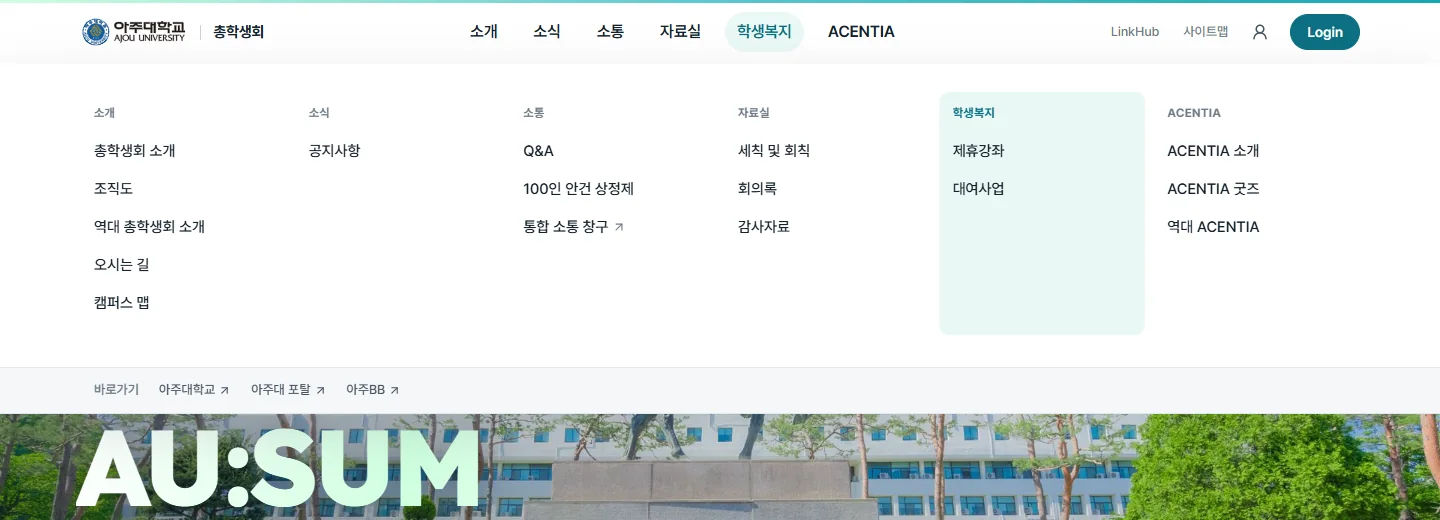 아주대학교
AJOU UNIVERSITY
총학생회
소개 소식 소통 자료실 학생복지 ACENTIA
LinkHub 사이트맵 Login
소개
총학생회 소개
조직도
역대 총학생회 소개
오시는 길
캠퍼스 맵
소식
공지사항
소통
Q&A
100인 안건 상정제
통합 소통 창구
자료실
세칙 및 회칙
회의록
감사자료
학생복지
제휴강좌
대여사업
ACENTIA
ACENTIA 소개
ACENTIA 굿즈
역대 ACENTIA
바로가기 아주대학교 아주대 포탈 아주BB
AU:SUM